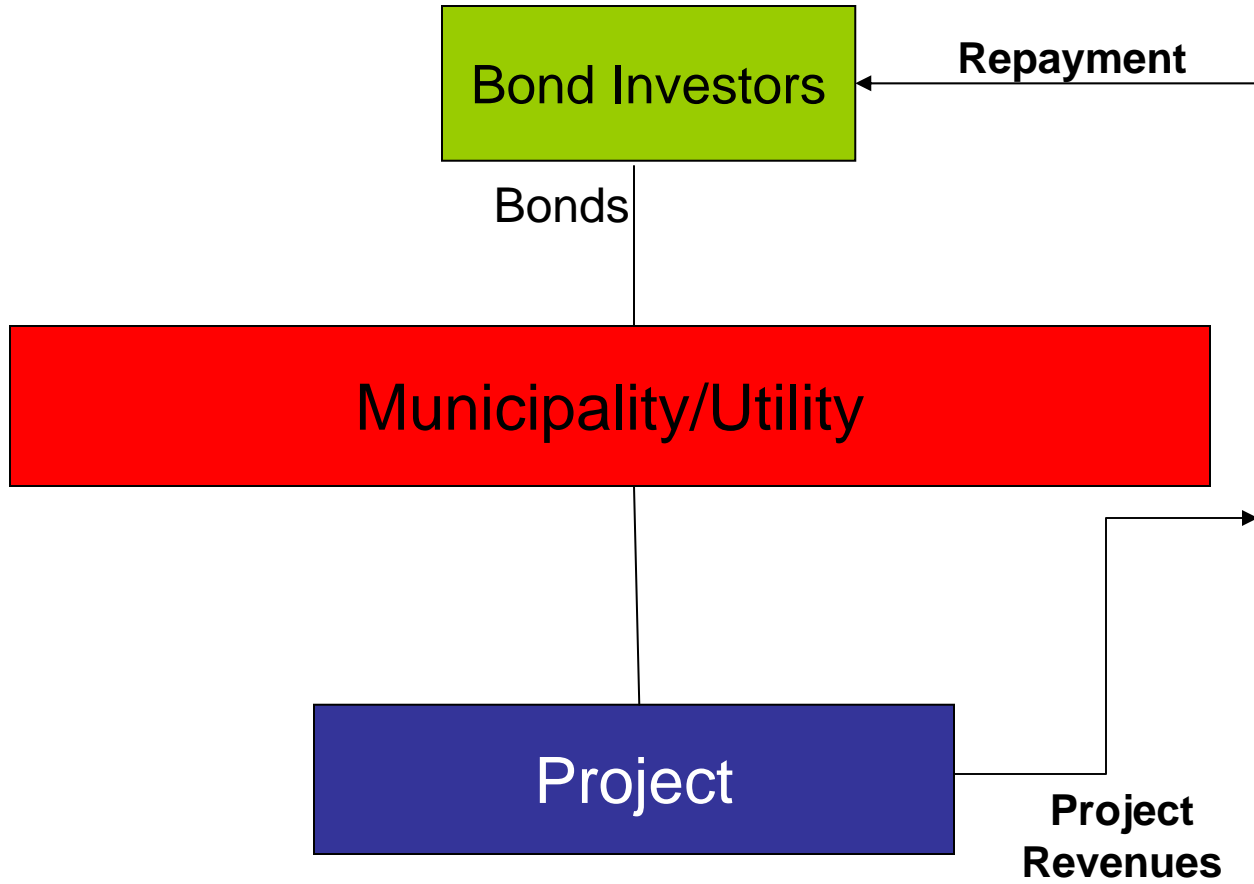 Repayment
Bond Investors
Bonds
Municipality/Utility
Project
Project
Revenues